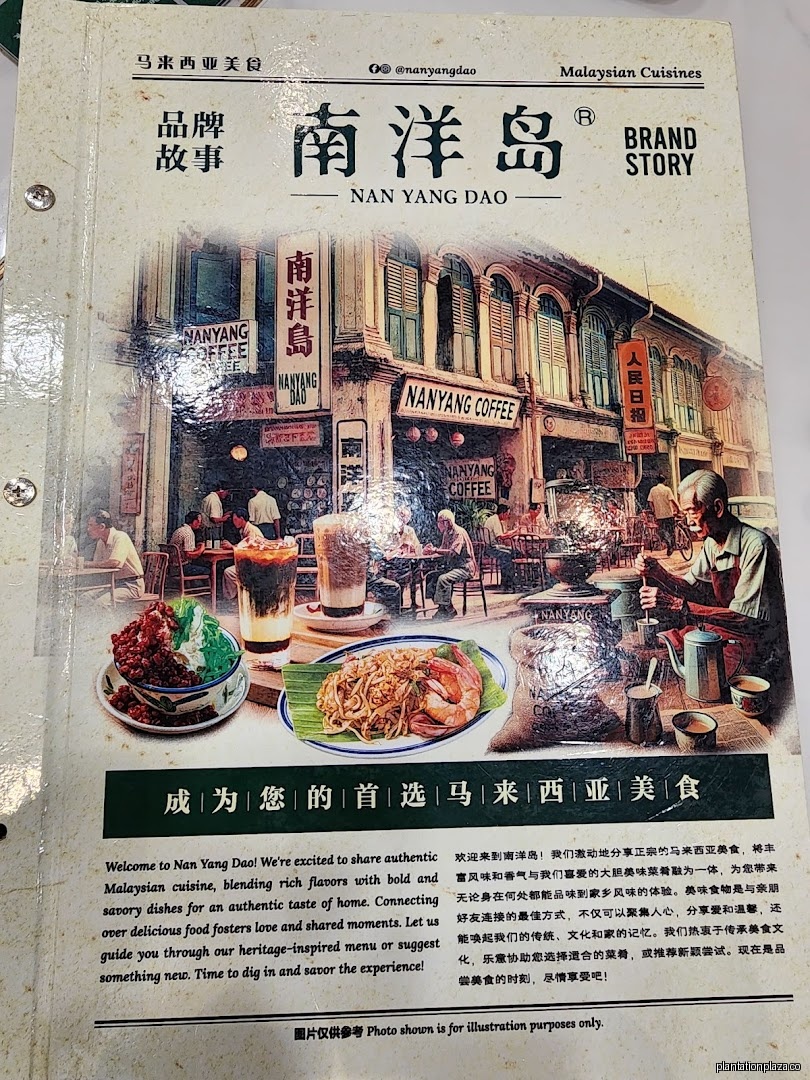 马来西亚美食
@nanyangdao
Malaysian Cuisines
品牌
故事
南洋岛®
NAN YANG DAO
BRAND
STORY
南洋島
NANYANG
DAO
NANYANG
COFFEE
NANYANG COFFEE
NANYANG
COFFEE
人民日报
南洋
NANYANG
成为您的首选马来西亚美食
Welcome to Nan Yang Dao! We're excited to share authentic
Malaysian cuisine, blending rich flavors with bold and
savory dishes for an authentic taste of home. Connecting
over delicious food fosters love and shared moments. Let us
guide you through our heritage-inspired menu or suggest
something new. Time to dig in and savor the experience!
欢迎来到南洋岛！我们激动地分享正宗的马来西亚美食，将丰
富风味和香气与我们喜爱的大胆美味菜肴融为一体，为您带来
无论身在何处都能品味到家乡风味的体验。美味食物是与亲朋
好友连接的最佳方式，不仅可以聚集人心，分享爱和温馨，还
能唤起我们的传统、文化和家的记忆。我们热衷于传承美食文
化，乐意协助您选择适合的菜肴，或推荐新颖尝试。现在是品
尝美食的时刻，尽情享受吧！
图片仅供参考 Photo shown is for illustration purposes only.
plantationplaza.co